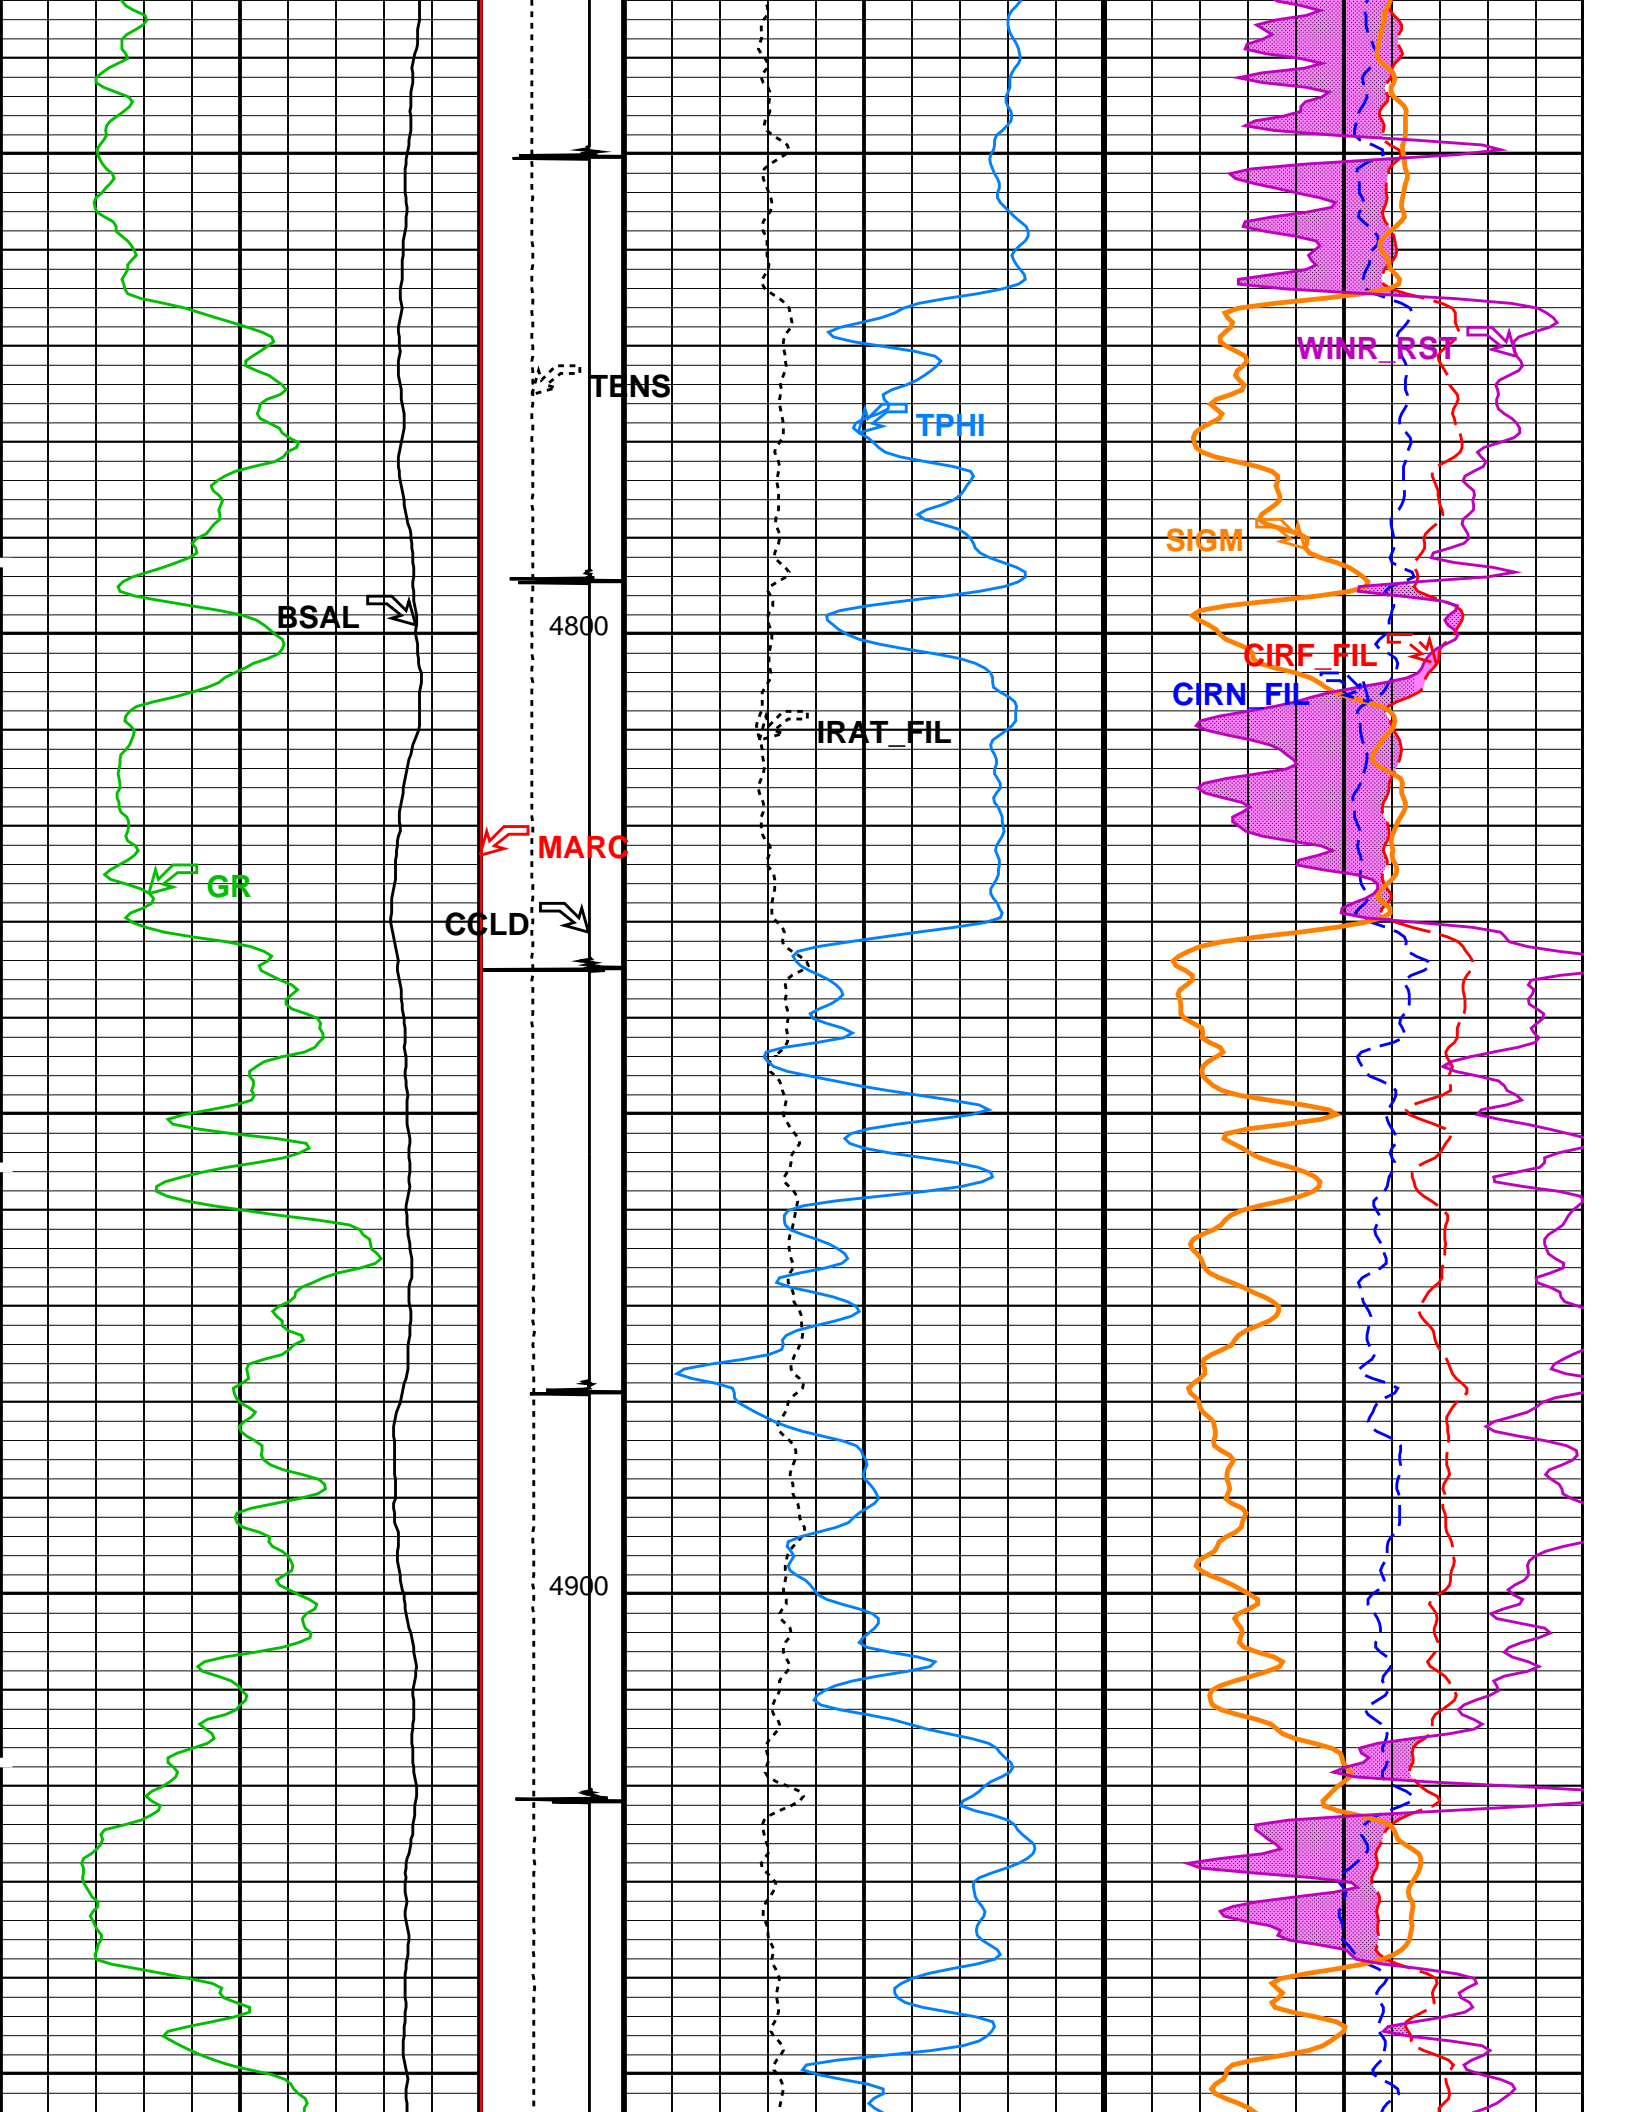 WINR_RST
TENS
TPHI
SIGM
BSAL
4800
CIRF_FIL
CIRN_FIL
IRAT_FIL
MARC
GR
CCLD
4900